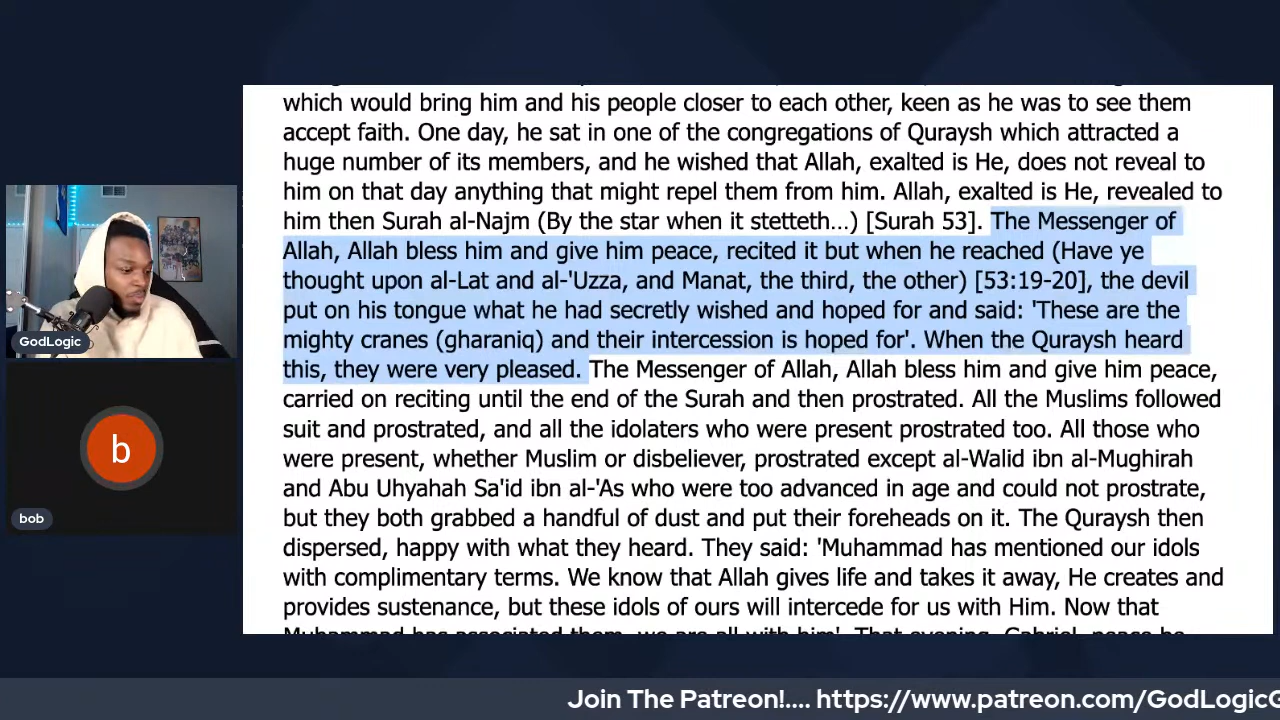 which would bring him and his people closer to each other, keen as he was to see them
accept faith. One day, he sat in one of the congregations of Quraysh which attracted a
huge number of its members, and he wished that Allah, exalted is He, does not reveal to
him on that day anything that might repel them from him. Allah, exalted is He, revealed to
him then Surah al-Najm (By the star when it stetteth…) [Surah 53]. The Messenger of
Allah, Allah bless him and give him peace, recited it but when he reached (Have ye
thought upon al-Lat and al-'Uzza, and Manat, the third, the other) [53:19-20], the devil
put on his tongue what he had secretly wished and hoped for and said: 'These are the
mighty cranes (gharaniq) and their intercession is hoped for'. When the Quraysh heard
this, they were very pleased. The Messenger of Allah, Allah bless him and give him peace,
carried on reciting until the end of the Surah and then prostrated. All the Muslims followed
suit and prostrated, and all the idolaters who were present prostrated too. All those who
were present, whether Muslim or disbeliever, prostrated except al-Walid ibn al-Mughirah
and Abu Uhyahah Sa'id ibn al-'As who were too advanced in age and could not prostrate,
but they both grabbed a handful of dust and put their foreheads on it. The Quraysh then
dispersed, happy with what they heard. They said: 'Muhammad has mentioned our idols
with complimentary terms. We know that Allah gives life and takes it away, He creates and
provides sustenance, but these idols of ours will intercede for us with Him. Now that
Muhammad has associated them, we are all with him'. That evening, Gabriel, peace be
GodLogic
b
bob
Join The Patreon!.... https://www.patreon.com/GodLogic